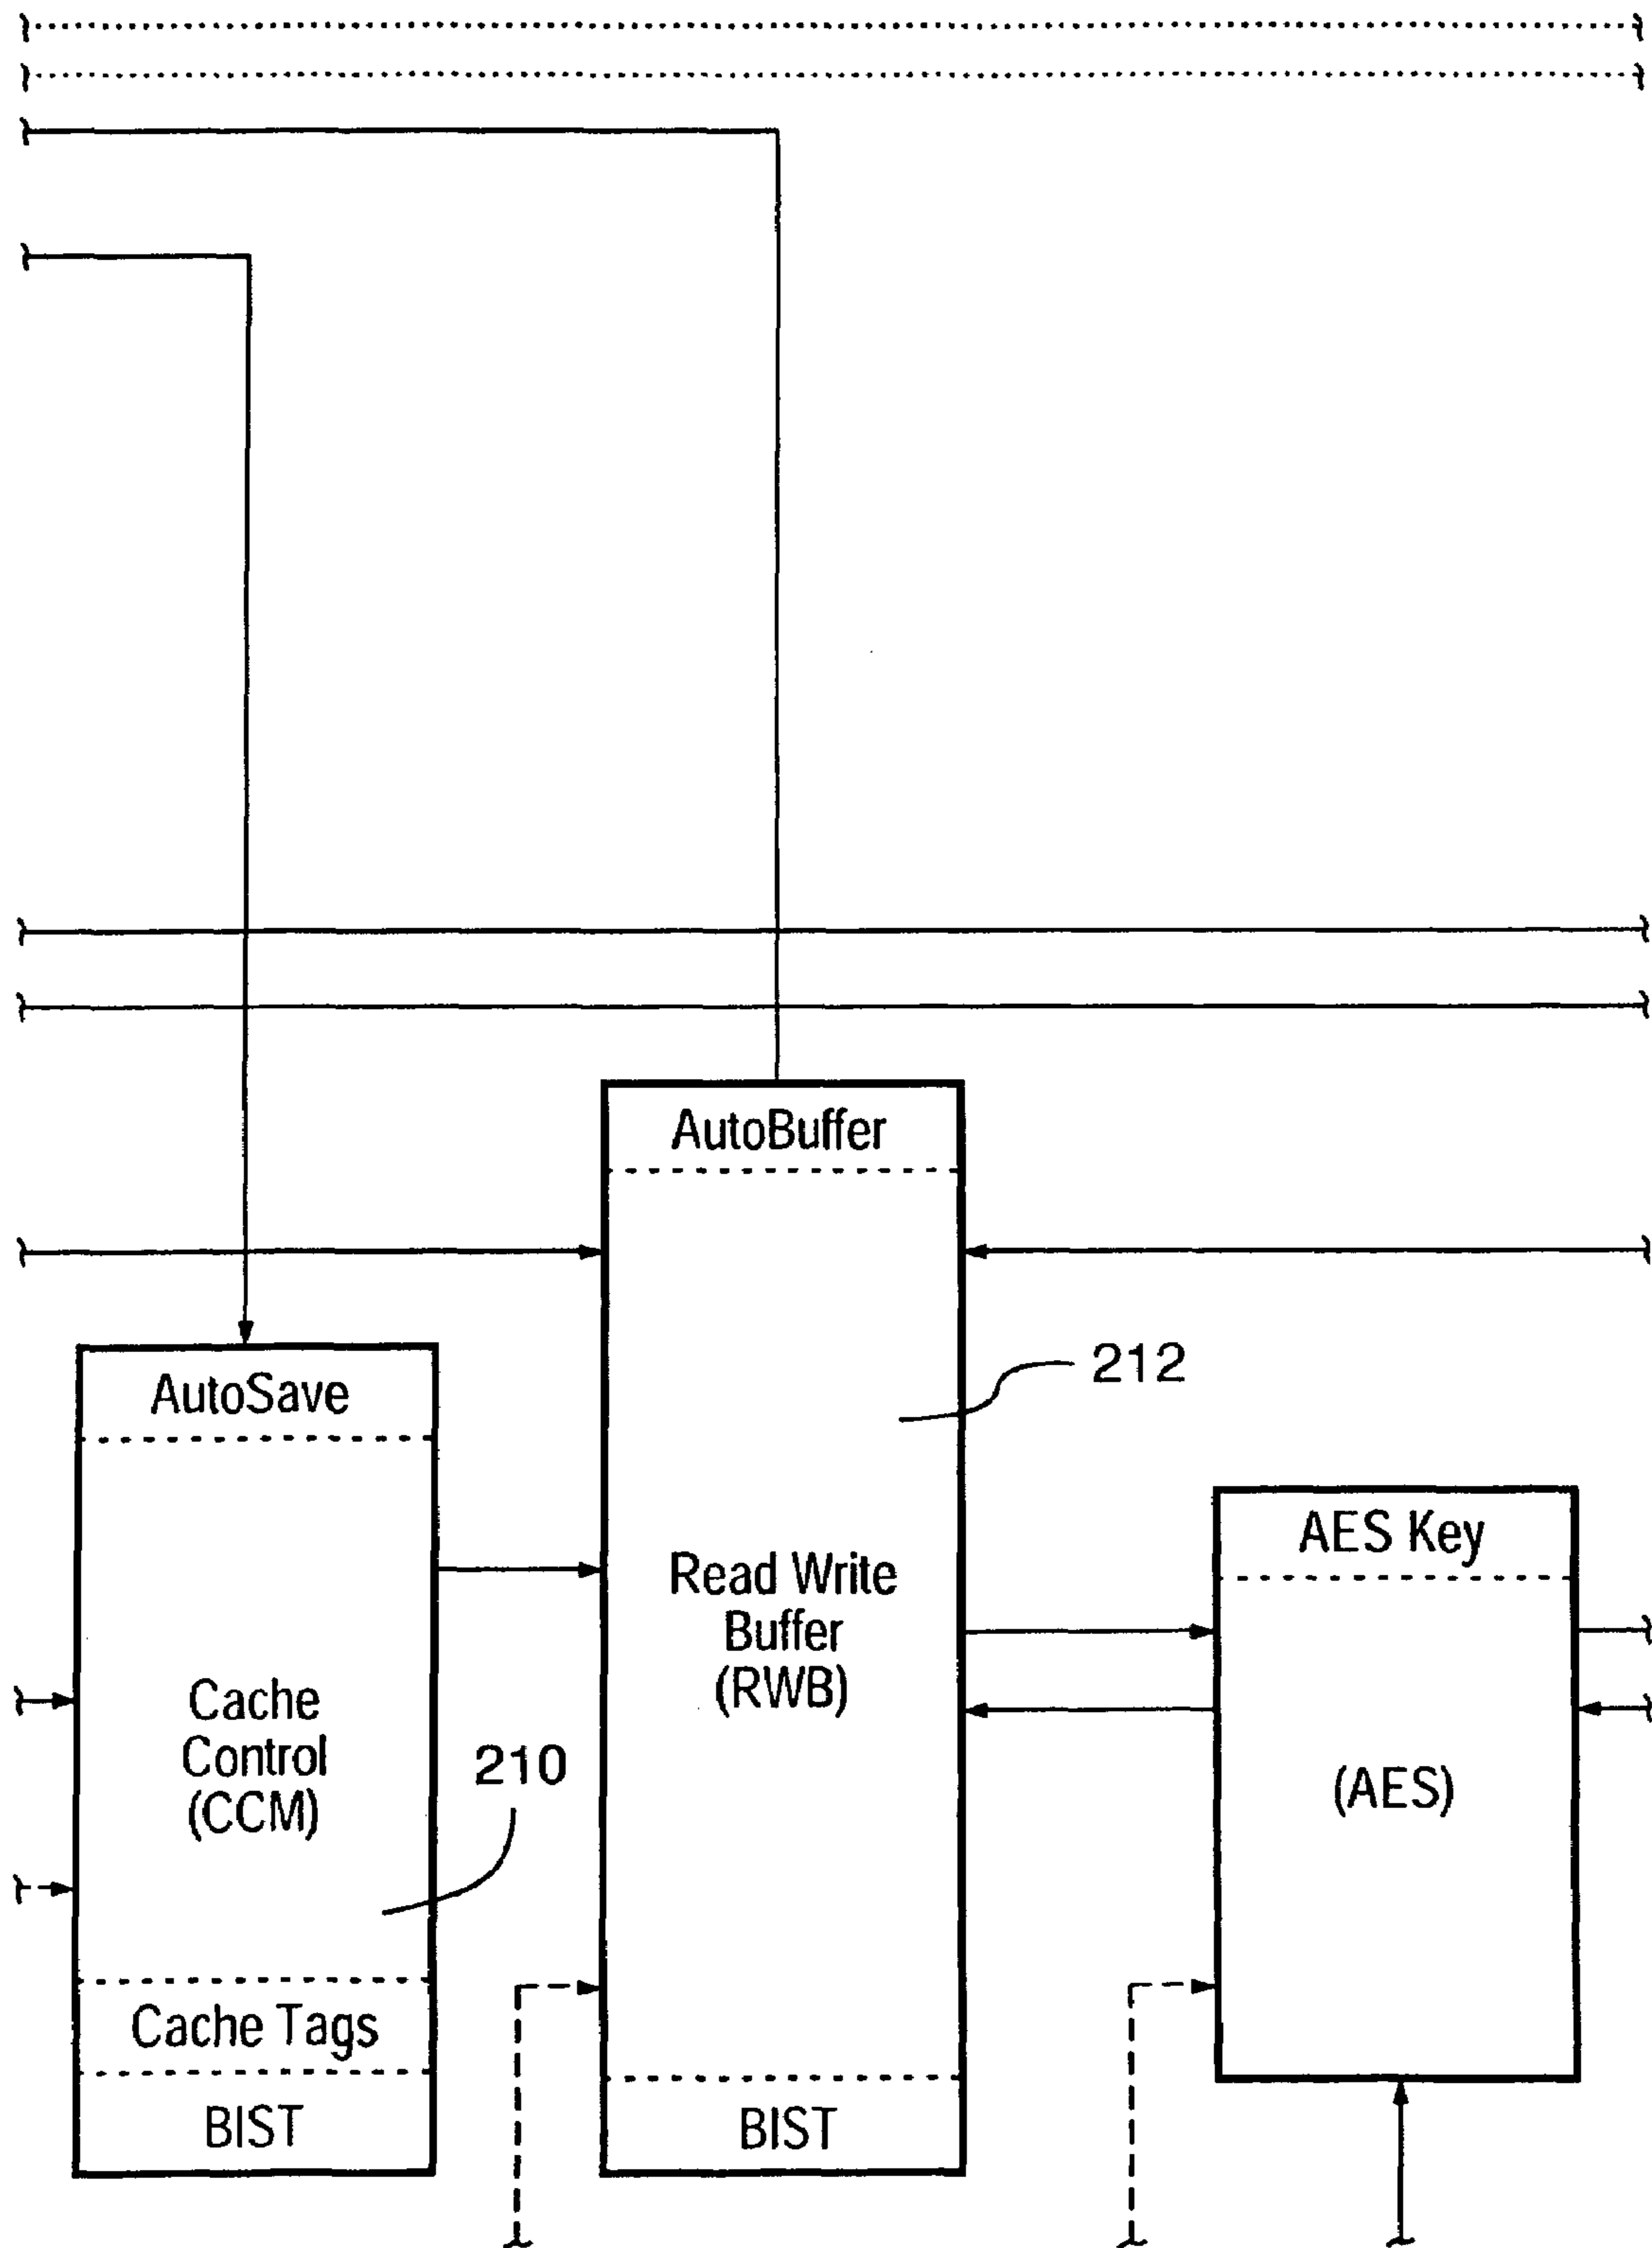 AutoBuffer
212
AutoSave
AES Key
Read Write
Buffer
(RWB)
Cache
Control
(CCM)
210
(AES)
Cache Tags
BIST
BIST